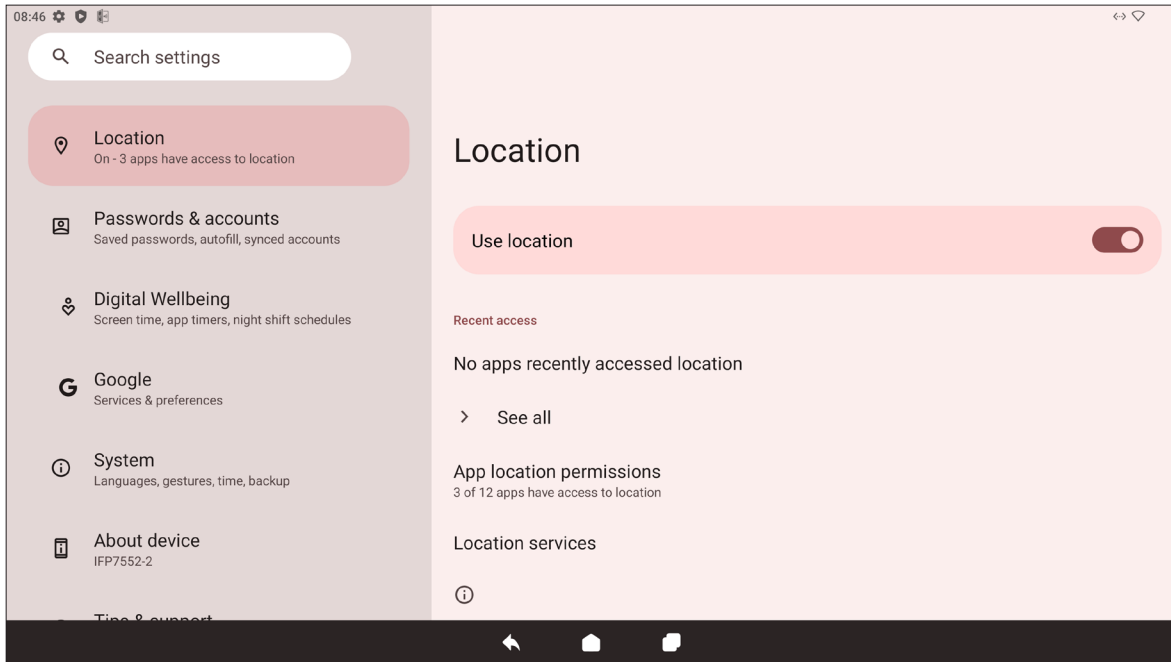 08:46
Search settings
Location
On - 3 apps have access to location
Passwords & accounts
Saved passwords, autofill, synced accounts
Digital Wellbeing
Screen time, app timers, night shift schedules
Google
Services & preferences
System
Languages, gestures, time, backup
About device
IFP7552-2
Tips & support
Location
Use location
Recent access
No apps recently accessed location
See all
App location permissions
3 of 12 apps have access to location
Location services